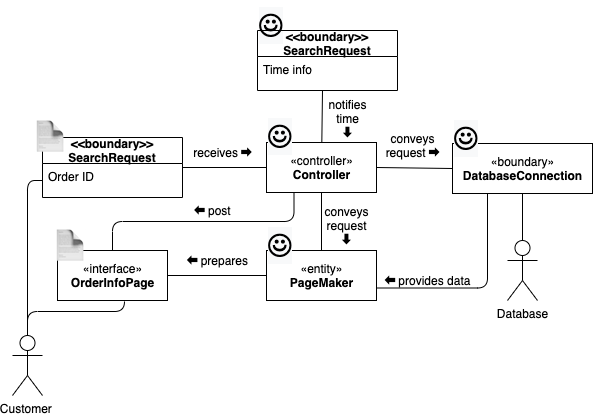 <<boundary>>
SearchRequest
Time info
notifies
time
<<boundary>>
SearchRequest
Order ID
receives
«controller»
Controller
conveys
request
«boundary»
DatabaseConnection
post
conveys
request
«interface»
OrderInfoPage
prepares
«entity»
PageMaker
provides data
Database
Customer